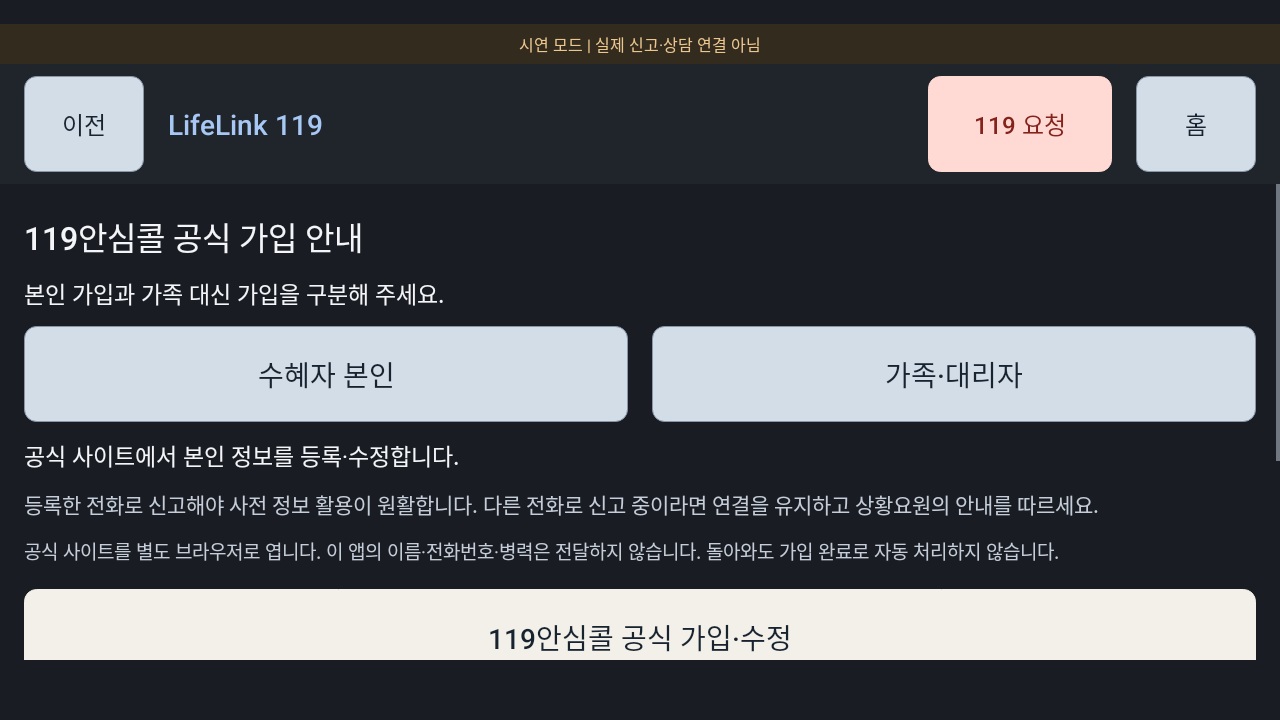 시연 모드 | 실제 신고·상담 연결 아님
이전
LifeLink 119
119 요청
홈
119안심콜 공식 가입 안내
본인 가입과 가족 대신 가입을 구분해 주세요.
수혜자 본인
가족·대리자
공식 사이트에서 본인 정보를 등록·수정합니다.
등록한 전화로 신고해야 사전 정보 활용이 원활합니다. 다른 전화로 신고 중이라면 연결을 유지하고 상황요원의 안내를 따르세요.
공식 사이트를 별도 브라우저로 엽니다. 이 앱의 이름·전화번호·병력은 전달하지 않습니다. 돌아와도 가입 완료로 자동 처리하지 않습니다.
119안심콜 공식 가입·수정